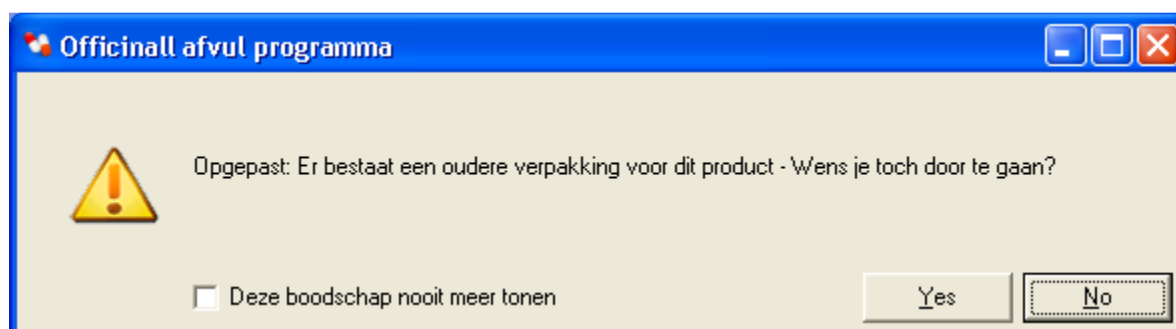 Officinall afvul programma
Opgepast: Er bestaat een oudere verpakking voor dit product - Wens je toch door te gaan?
Deze boodschap nooit meer tonen
Yes
No